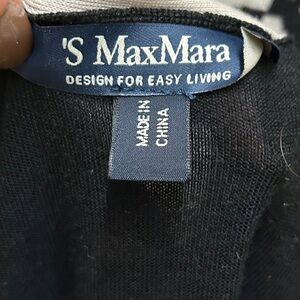 'S MaxMara
DESIGN FOR EASY LIVING
MADE IN
CHINA